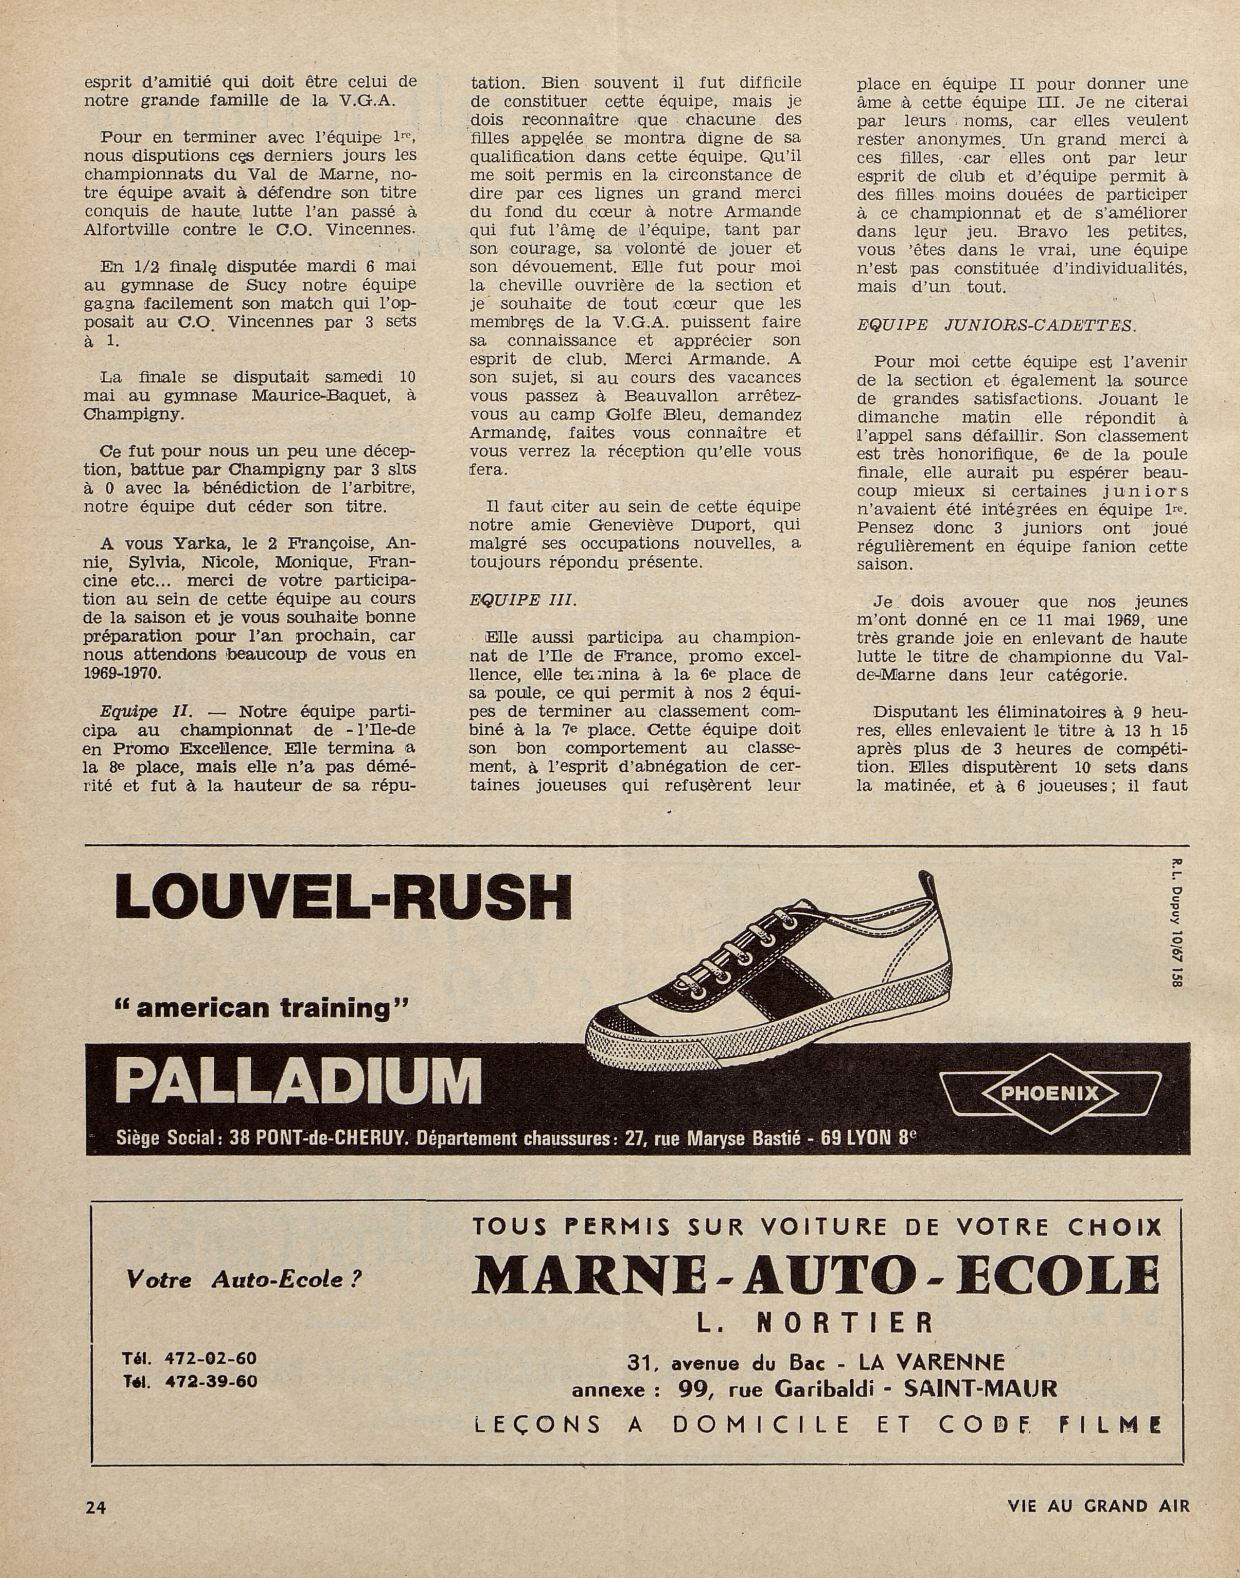 esprit d'amitié qui doit être celui de
notre grande famille de la V.G.A.
Pour en terminer avec l'équipe 1re,
nous disputions ces derniers jours les
championnats du Val de Marne, no-
tre équipe avait à défendre son titre
conquis de haute lutte l'an passé à
Alfortville contre le C.O. Vincennes.
En 1/2 finale disputée mardi 6 mai
au gymnase de Sucy notre équipe
gagna facilement son match qui l'op-
posait au C.O. Vincennes par 3 sets
à 1.
La finale se disputait samedi 10
mai au gymnase Maurice-Baquet, à
Champigny.
Ce fut pour nous un peu une décep-
tion, battue par Champigny par 3 slts
à 0 avec la bénédiction de l'arbitre,
notre équipe dut céder son titre.
A vous Yarka, le 2 Françoise, An-
nie, Sylvia, Nicole, Monique, Fran-
cine etc... merci de votre participa-
tion au sein de cette équipe au cours
de la saison et je vous souhaite bonne
préparation pour l'an prochain, car
nous attendons beaucoup de vous en
1969-1970.
Equipe II. — Notre équipe parti-
cipa au championnat de - l'Ile-de
en Promo Excellence. Elle termina a
la 8e place, mais elle n'a pas démé-
rité et fut à la hauteur de sa répu-
tation. Bien souvent il fut difficile
de constituer cette équipe, mais je
dois reconnaître que chacune des
filles appelée se montra digne de sa
qualification dans cette équipe. Qu'il
me soit permis en la circonstance de
dire par ces lignes un grand merci
du fond du cœur à notre Armande
qui fut l'âme de l'équipe, tant par
son courage, sa volonté de jouer et
son dévouement. Elle fut pour moi
la cheville ouvrière de la section et
je souhaite de tout cœur que les
membres de la V.G.A. puissent faire
sa connaissance et apprécier son
esprit de club. Merci Armande. A
son sujet, si au cours des vacances
vous passez à Beauvallon arrêtez-
vous au camp Golfe Bleu, demandez
Armande, faites vous connaître et
vous verrez la réception qu'elle vous
fera.
Il faut citer au sein de cette équipe
notre amie Geneviève Duport, qui
malgré ses occupations nouvelles, a
toujours répondu présente.
EQUIPE III.
Elle aussi participa au champion-
nat de l'Ile de France, promo excel-
llence, elle termina à la 6e place de
sa poule, ce qui permit à nos 2 équi-
pes de terminer au classement com-
biné à la 7e place. Cette équipe doit
son bon comportement au classe-
ment, à l'esprit d'abnégation de cer-
taines joueuses qui refusèrent leur
place en équipe II pour donner une
âme à cette équipe III. Je ne citerai
par leurs noms, car elles veulent
rester anonymes. Un grand merci à
ces filles, car elles ont par leur
esprit de club et d'équipe permit à
des filles moins douées de participer
à ce championnat et de s'améliorer
dans leur jeu. Bravo les petites,
vous 'êtes dans le vrai, une équipe
n'est pas constituée d'individualités,
mais d'un tout.
EQUIPE JUNIORS-CADETTES.
Pour moi cette équipe est l'avenir
de la section et également la source
de grandes satisfactions. Jouant le
dimanche matin elle répondit à
l'appel sans défaillir. Son classement
est très honorifique, 6e de la poule
finale, elle aurait pu espérer beau-
coup mieux si certaines juniors
n'avaient été intégrées en équipe 1re.
Pensez donc 3 juniors ont joué
régulièrement en équipe fanion cette
saison.
Je dois avouer que nos jeunes
m'ont donné en ce 11 mai 1969, une
très grande joie en enlevant de haute
lutte le titre de championne du Val-
de-Marne dans leur catégorie.
Disputant les éliminatoires à 9 heu-
res, elles enlevaient le titre à 13 h 15
après plus de 3 heures de compéti-
tion. Elles disputèrent 10 sets dans
la matinée, et à 6 joueuses ; il faut
LOUVEL-RUSH
"american training"
R.L. Dupuy 10/67 158
PALLADIUM
PHOENIX
Siège Social : 38 PONT-de-CHERUY. Département chaussures : 27, rue Maryse Bastié - 69 LYON 8e
TOUS PERMIS SUR VOITURE DE VOTRE CHOIX
Votre Auto-Ecole ?
MARNE - AUTO - ECOLE
L. NORTIER
Tél. 472-02-60
Tél. 472-39-60
31, avenue du Bac - LA VARENNE
annexe : 99, rue Garibaldi - SAINT-MAUR
LEÇONS A DOMICILE ET CODE FILME
24
VIE AU GRAND AIR